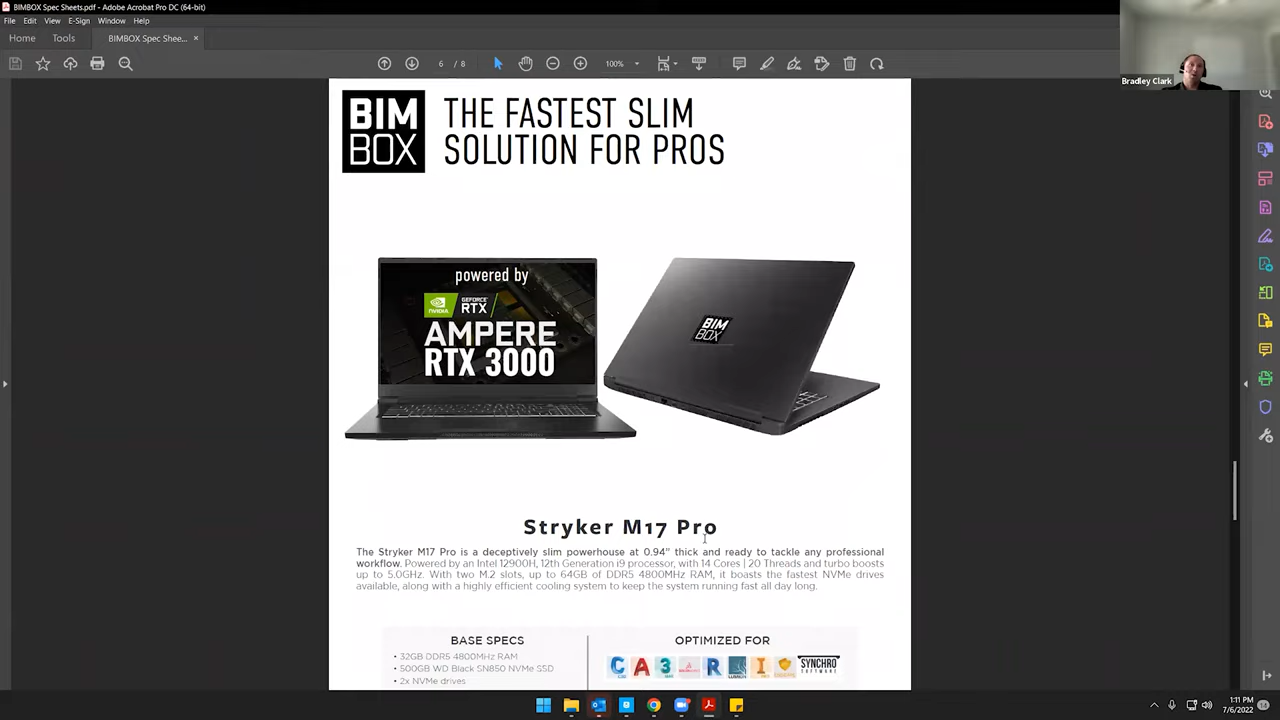 BIMBOX Spec Sheets.pdf - Adobe Acrobat Pro DC (64-bit)
File Edit View E-Sign Window Help
Home Tools BIMBOX Spec Shee... ×
6 / 8 100%
Bradley Clark
BIM
BOX
THE FASTEST SLIM
SOLUTION FOR PROS
powered by
NVIDIA
GEFORCE
RTX
AMPERE
RTX 3000
BIM
BOX
Stryker M17 Pro
The Stryker M17 Pro is a deceptively slim powerhouse at 0.94" thick and ready to tackle any professional
workflow. Powered by an Intel 12900H, 12th Generation i9 processor, with 14 Cores | 20 Threads and turbo boosts
up to 5.0GHz. With two M.2 slots, up to 64GB of DDR5 4800MHz RAM, it boasts the fastest NVMe drives
available, along with a highly efficient cooling system to keep the system running fast all day long.
BASE SPECS
• 32GB DDR5 4800MHz RAM
• 500GB WD Black SN850 NVMe SSD
• 2x NVMe drives
OPTIMIZED FOR
C A 3 R I
SYNCHRO
SOFTWARE
1:11 PM
7/6/2022